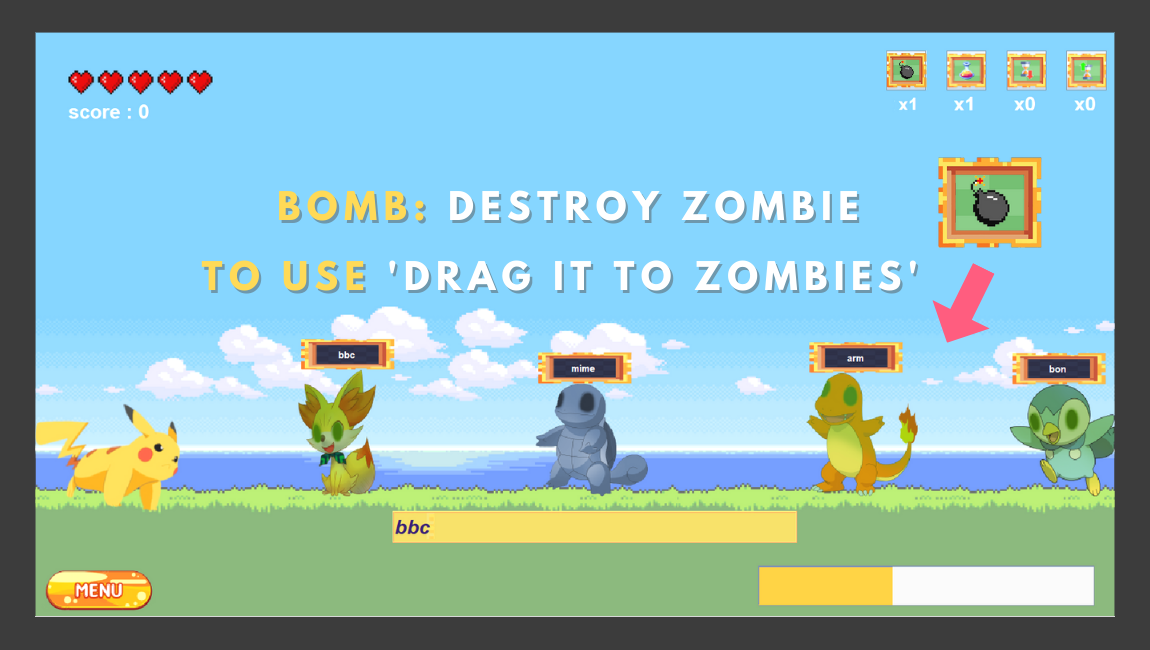 score : 0
x1
x1
x0
x0
BOMB: DESTROY ZOMBIE
TO USE 'DRAG IT TO ZOMBIES'
bbc
mime
arm
bon
bbc
MENU